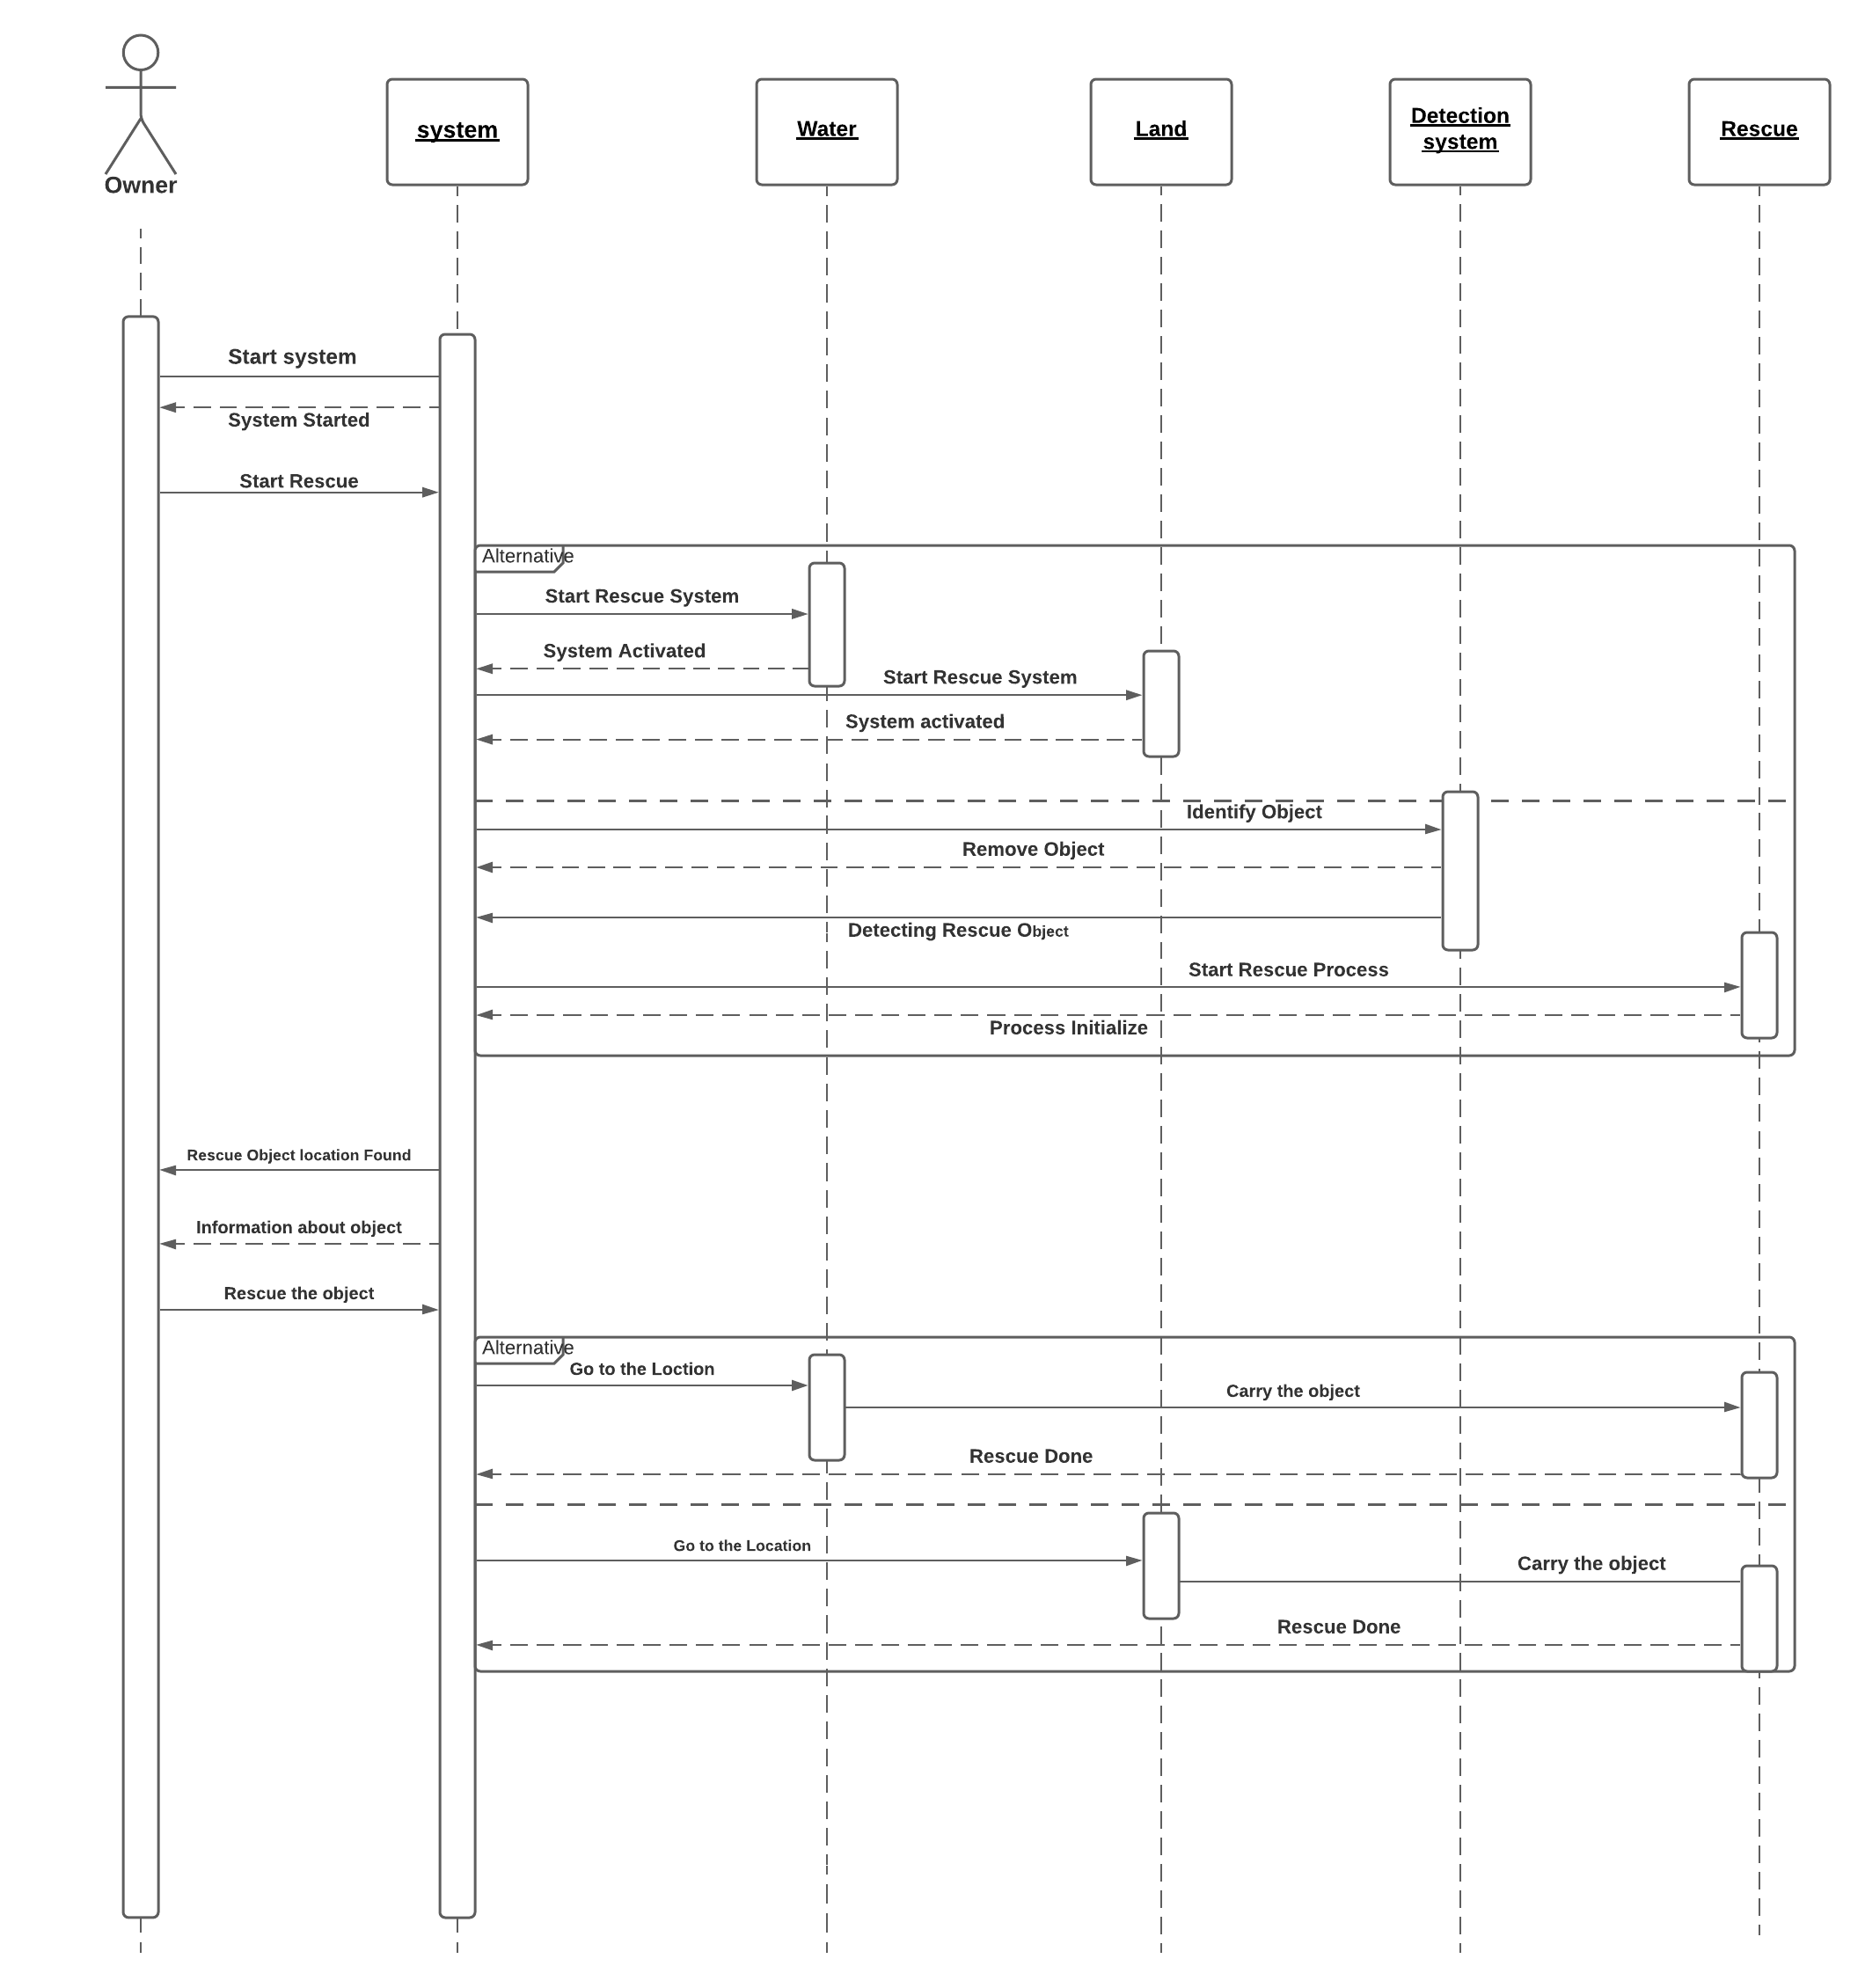 Owner
system
Water
Land
Detection
system
Rescue
Start system
System Started
Start Rescue
Alternative
Start Rescue System
System Activated
Start Rescue System
System activated
Identify Object
Remove Object
Detecting Rescue Object
Start Rescue Process
Process Initialize
Rescue Object location Found
Information about object
Rescue the object
Alternative
Go to the Loction
Carry the object
Rescue Done
Go to the Location
Carry the object
Rescue Done